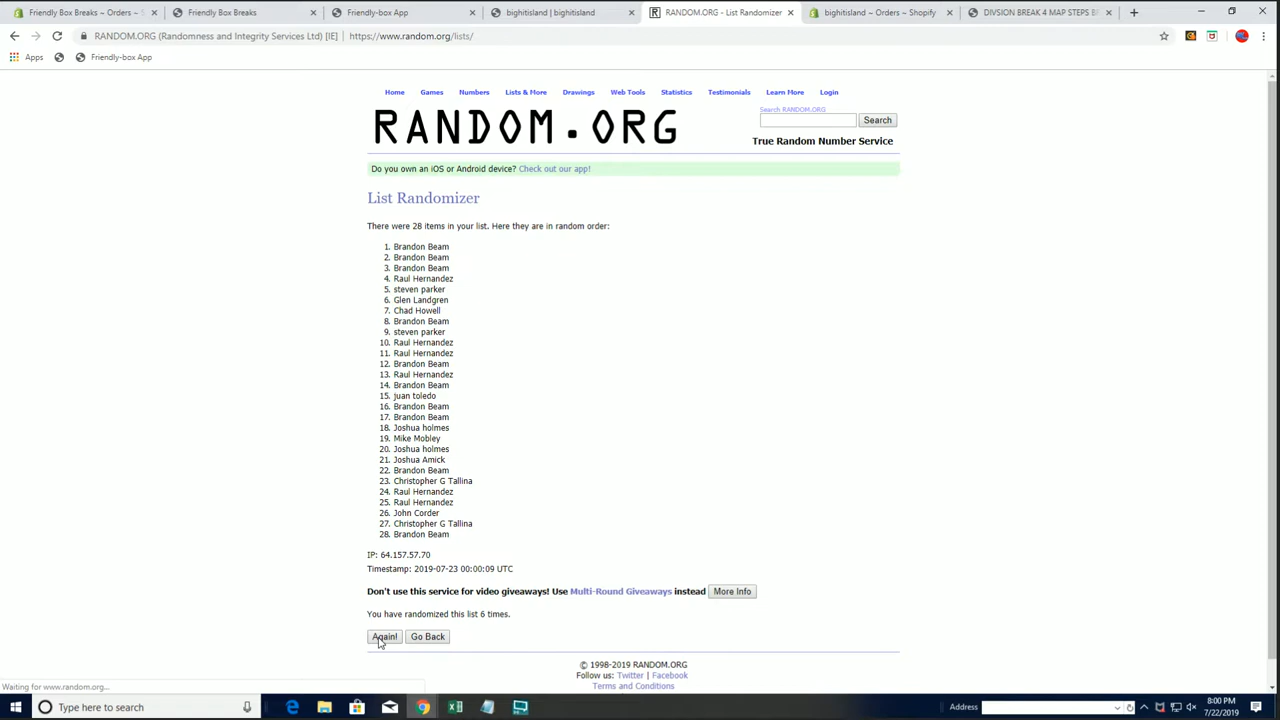 Friendly Box Breaks ~ Orders ~ S
Friendly Box Breaks
Friendly-box App
bighitisland | bighitisland
RANDOM.ORG - List Randomizer
bighitisland ~ Orders ~ Shopify
DIVSION BREAK 4 MAP STEPS B
RANDOM.ORG (Randomness and Integrity Services Ltd) [IE] | https://www.random.org/lists/
Apps
Friendly-box App
Home Games Numbers Lists & More Drawings Web Tools Statistics Testimonials Learn More Login
RANDOM.ORG
Search RANDOM.ORG
Search
True Random Number Service
Do you own an iOS or Android device? Check out our app!
List Randomizer
There were 28 items in your list. Here they are in random order:
1. Brandon Beam
2. Brandon Beam
3. Brandon Beam
4. Raul Hernandez
5. steven parker
6. Glen Landgren
7. Chad Howell
8. Brandon Beam
9. steven parker
10. Raul Hernandez
11. Raul Hernandez
12. Brandon Beam
13. Raul Hernandez
14. Brandon Beam
15. juan toledo
16. Brandon Beam
17. Brandon Beam
18. Joshua holmes
19. Mike Mobley
20. Joshua holmes
21. Joshua Amick
22. Brandon Beam
23. Christopher G Tallina
24. Raul Hernandez
25. Raul Hernandez
26. John Corder
27. Christopher G Tallina
28. Brandon Beam
IP: 64.157.57.70
Timestamp: 2019-07-23 00:00:09 UTC
Don't use this service for video giveaways! Use Multi-Round Giveaways instead More Info
You have randomized this list 6 times.
Again! Go Back
© 1998-2019 RANDOM.ORG
Follow us: Twitter | Facebook
Terms and Conditions
Waiting for www.random.org...
Type here to search
Address
8:00 PM
7/22/2019